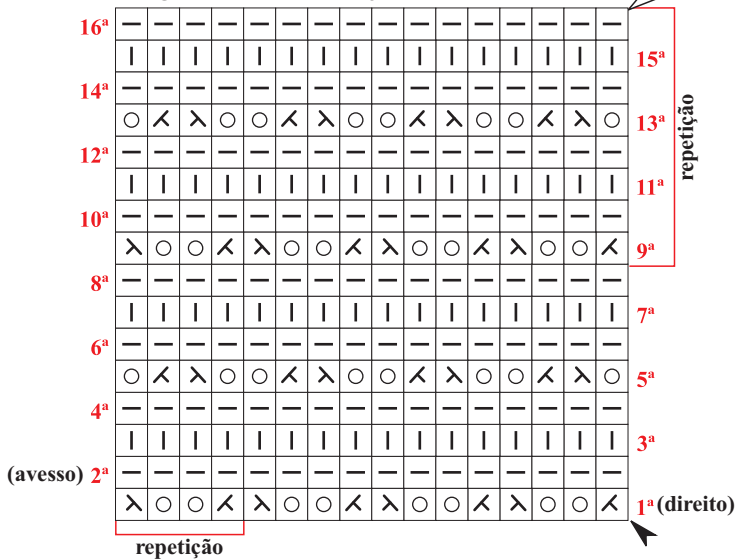 16ª
15ª
14ª
13ª
repetição
12ª
11ª
10ª
9ª
8ª
7ª
6ª
5ª
4ª
3ª
(avesso) 2ª
1ª (direito)
repetição